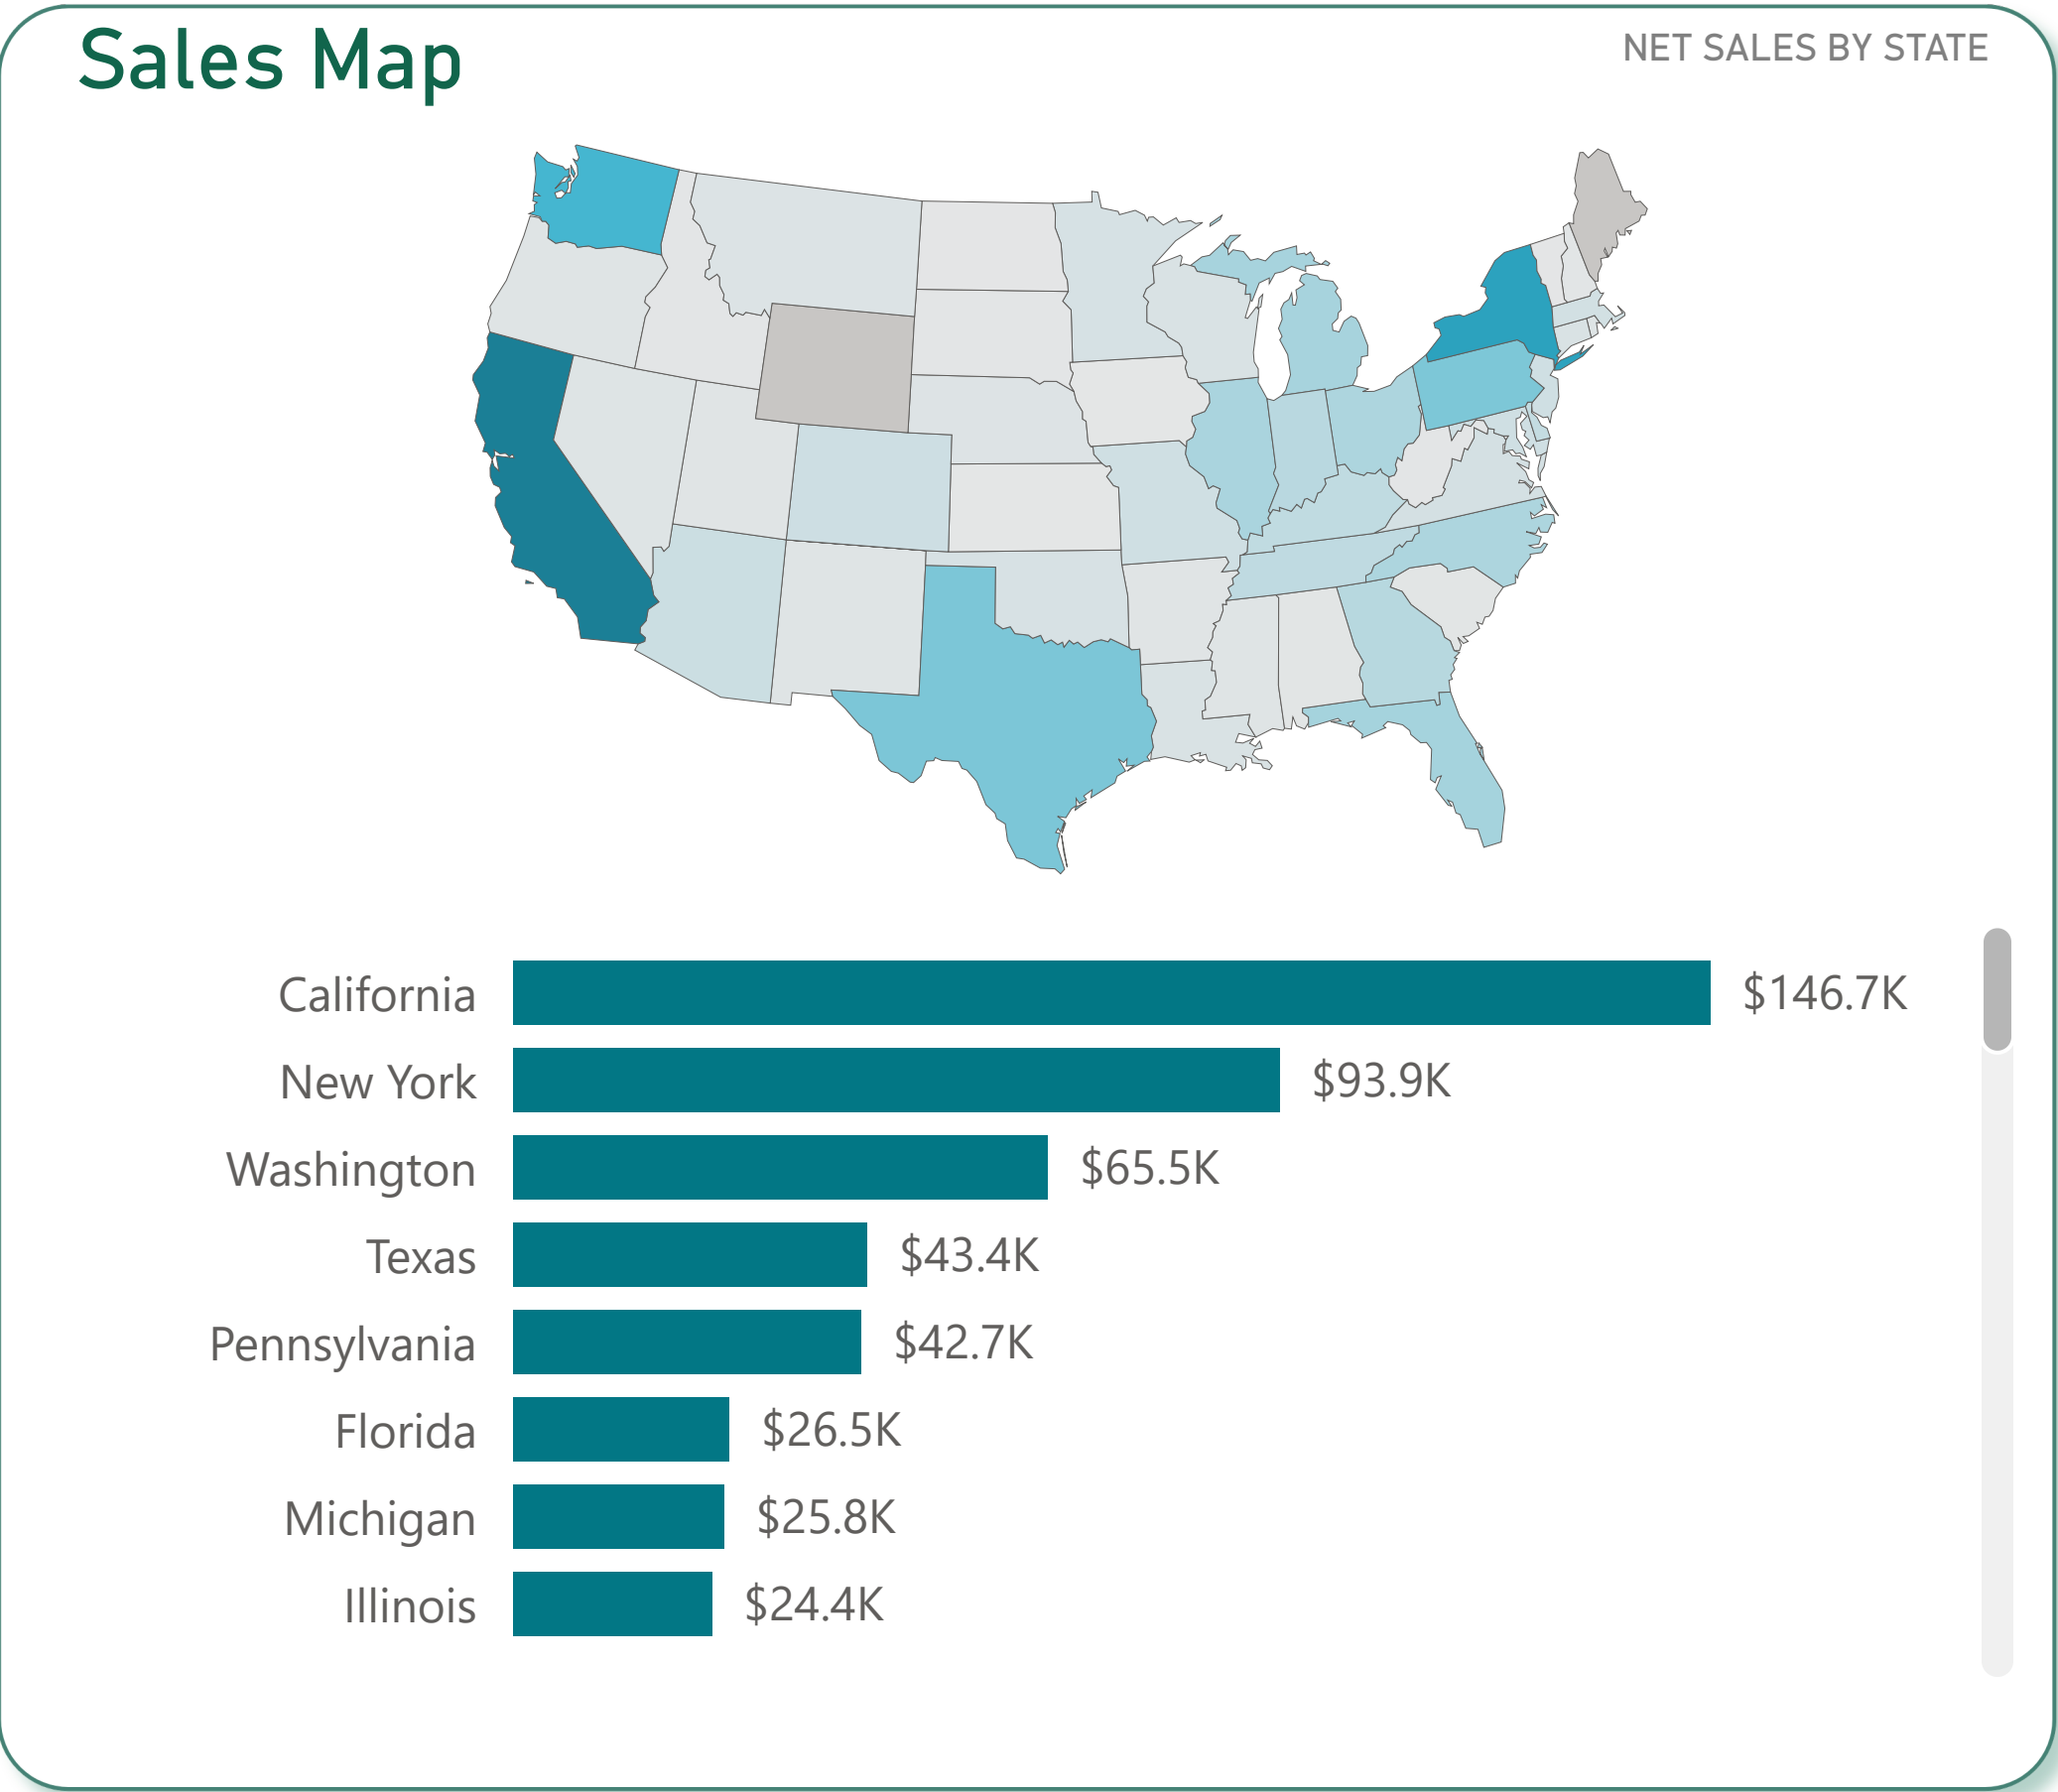 Sales Map
NET SALES BY STATE
California $146.7K
New York $93.9K
Washington $65.5K
Texas $43.4K
Pennsylvania $42.7K
Florida $26.5K
Michigan $25.8K
Illinois $24.4K